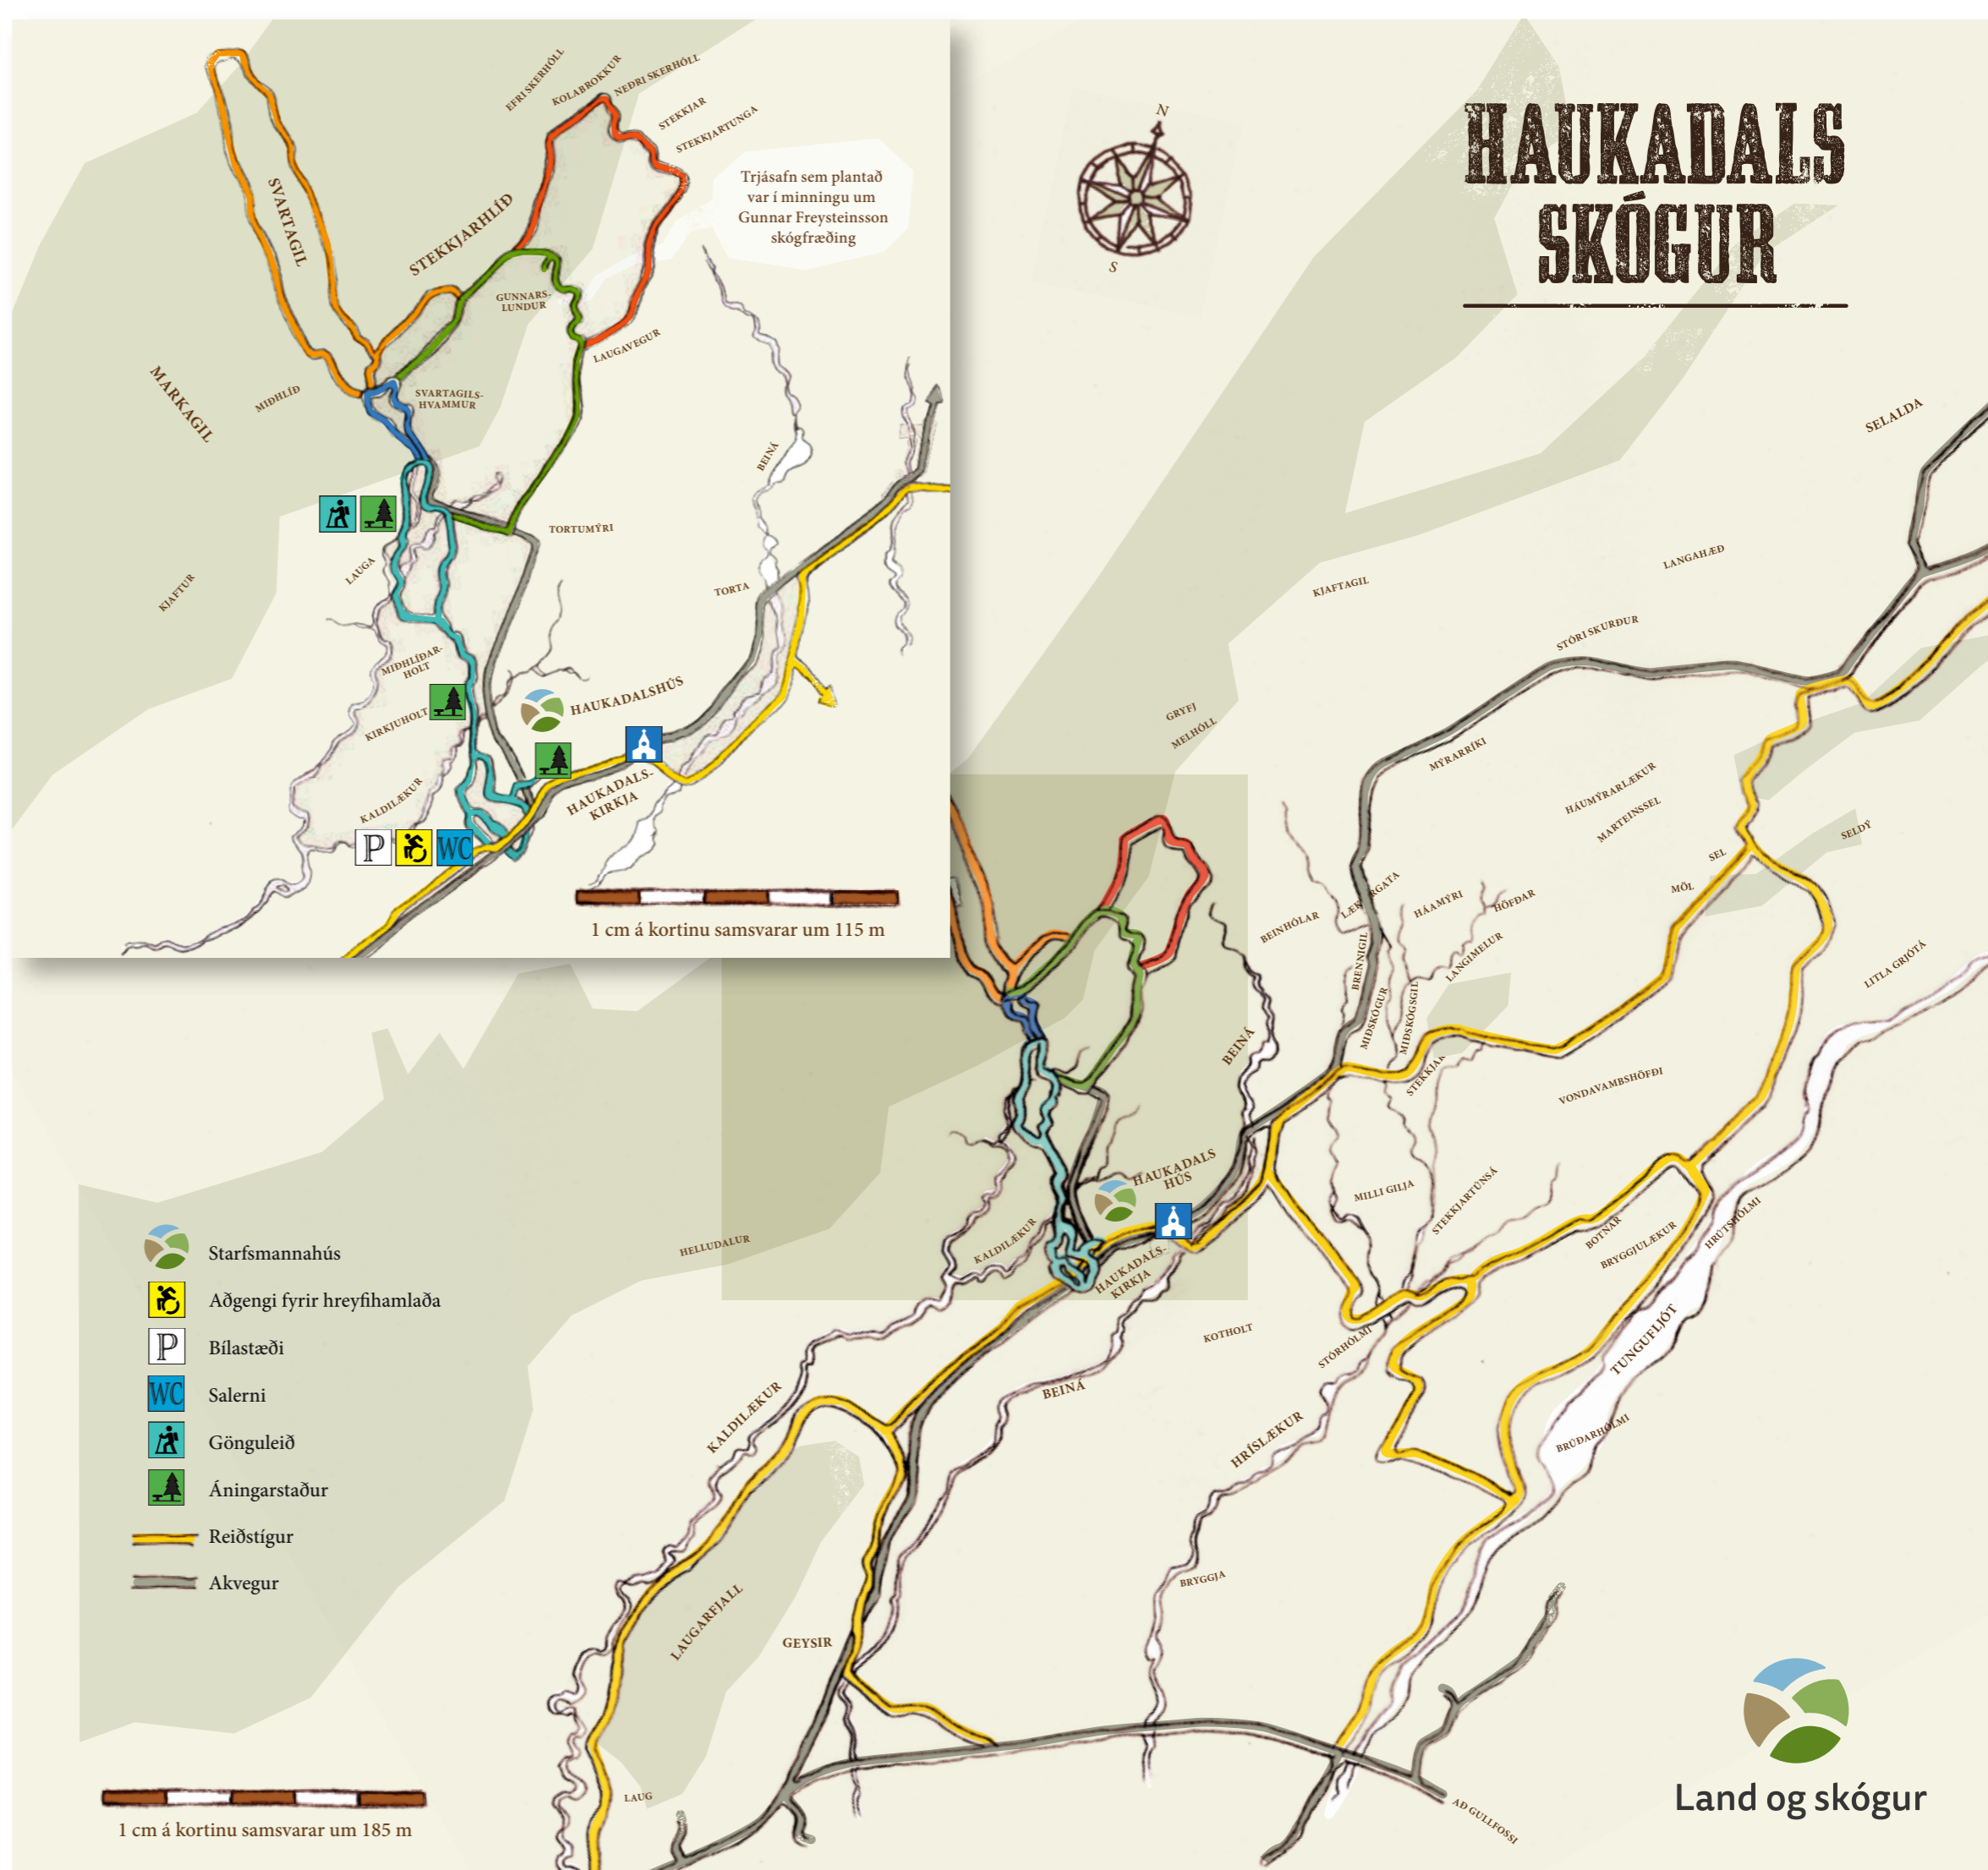 HAUKADALS
SKÓGUR
N
S
EFRI SKERHÓLL
KOLABROKKUR
NEÐRI SKERHÓLL
STEKKJAR
STEKKJARTUNGA
Trjásafn sem plantað
var í minningu um
Gunnar Freysteinsson
skógfræðing
SVARTAGIL
STEKKJARHLÍÐ
GUNNARS-
LUNDUR
LAUGAVEGUR
MARKAGIL
MIÐHLÍÐ
SVARTAGILS-
HVAMMUR
BEINÁ
TORTUMÝRI
LAUGA
KJAFTUR
TORTA
MIÐHLÍÐAR-
HOLT
KIRKJUHOLT
HAUKADALSHÚS
KALDILÆKUR
HAUKADALS-
KIRKJA
P
WC
1 cm á kortinu samsvarar um 115 m
SELALDA
LANGAHÆÐ
KJAFTAGIL
STÓRI SKURÐUR
GRYFJ
MELHÓLL
MÝRARRÍKI
HÁUMÝRARLÆKUR
MARTEINSSEL
SELDÝ
SEL
MÖL
BEINHÓLAR
HÁAMÝRI
HÖFÐAR
LANGIMELUR
BRENNIGIL
MIÐSKÓGUR
MIÐSKÓGSGIL
LITLA GRJÓTÁ
BEINÁ
STEKKJAR
VONDAVAMBSHÖFÐI
HAUKADALS
HÚS
MILLI GILJA
STEKKJARTÚNSÁ
BOTNAR
BRYGGJULÆKUR
HRÚTSHÓLMI
HELLUDALUR
KALDILÆKUR
HAUKADALS-
KIRKJA
KOTHOLT
STÓRHÓLMI
TUNGUFLJÓT
KALDILÆKUR
BEINÁ
HRÍSLÆKUR
BRÚÐARHÓLMI
BRYGGJA
LAUGARFJALL
GEYSIR
LAUG
AÐ GULLFOSSI
Starfsmannahús
Aðgengi fyrir hreyfihamlaða
P Bílastæði
WC Salerni
Gönguleið
Áningarstaður
Reiðstígur
Akvegur
1 cm á kortinu samsvarar um 185 m
Land og skógur